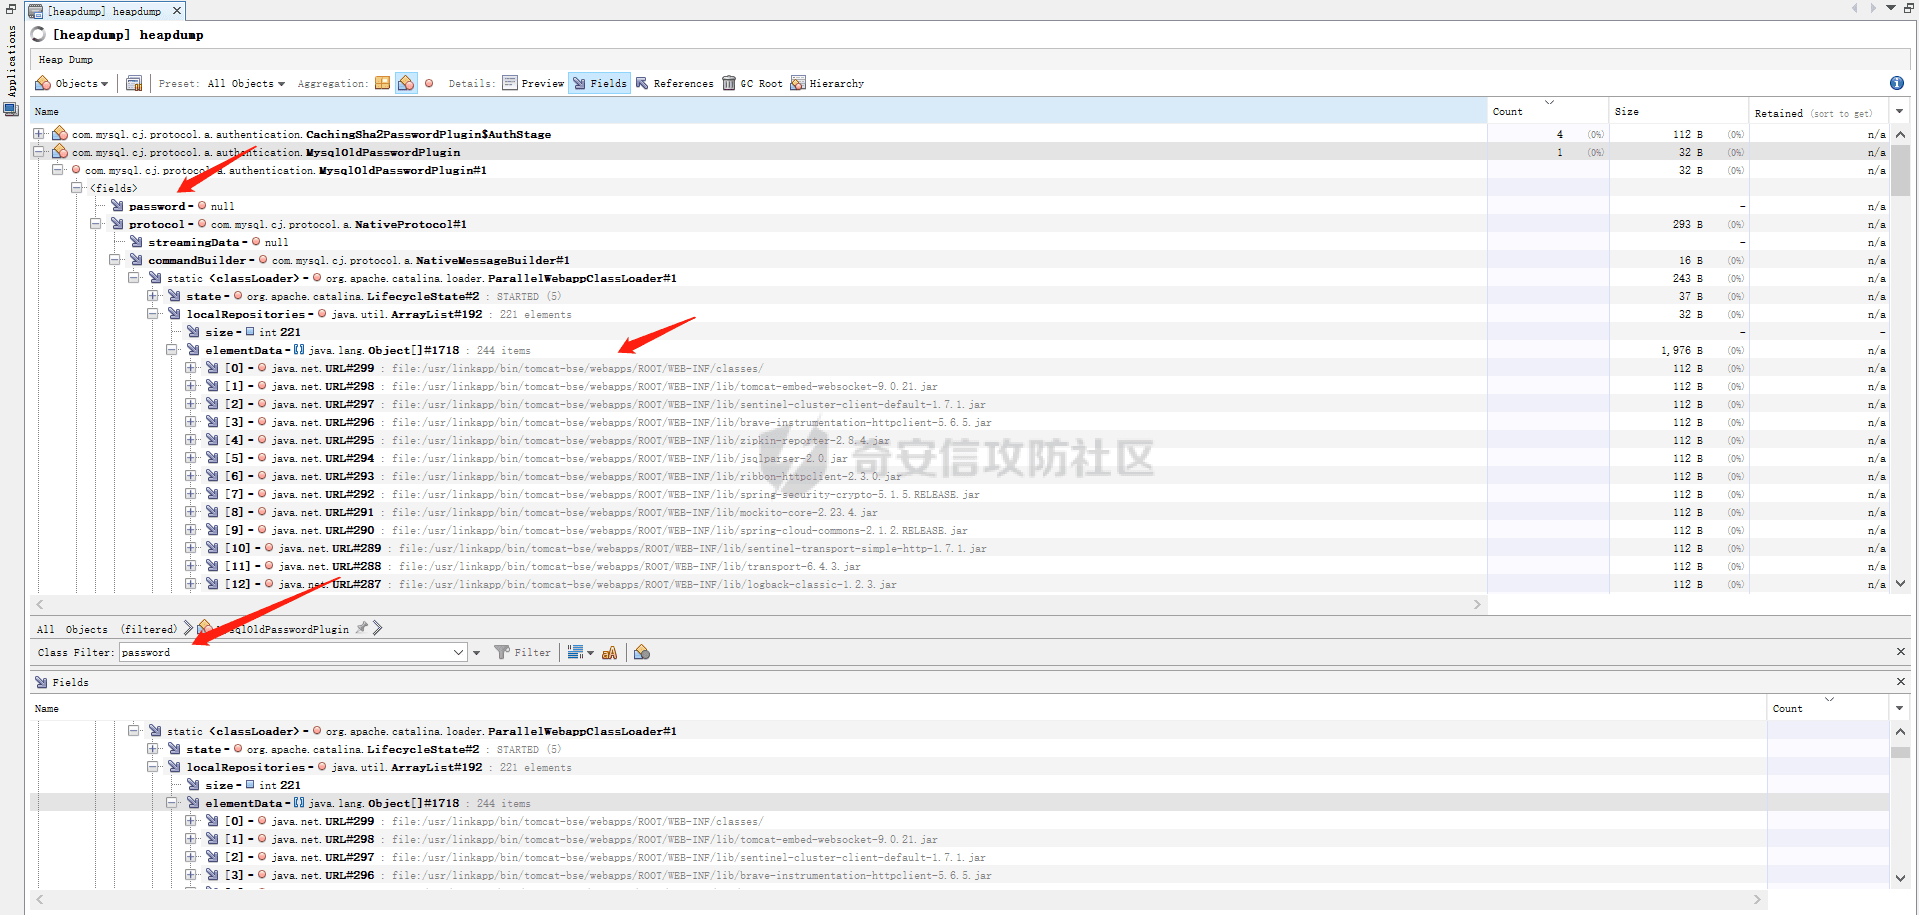 Applications
[heapdump] heapdump
[heapdump] heapdump
Heap Dump
Objects Preset: All Objects Aggregation: Details: Preview Fields References GC Root Hierarchy
Name Count Size Retained (sort to get)
com.mysql.cj.protocol.a.authentication.CachingSha2PasswordPlugin$AuthStage 4 (0%) 112 B (0%) n/a
com.mysql.cj.protocol.a.authentication.MysqlOldPasswordPlugin 1 (0%) 32 B (0%) n/a
com.mysql.cj.protocol.a.authentication.MysqlOldPasswordPlugin#1 32 B (0%) n/a
<fields>
password = null - n/a
protocol = com.mysql.cj.protocol.a.NativeProtocol#1 293 B (0%) n/a
streamingData = null - n/a
commandBuilder = com.mysql.cj.protocol.a.NativeMessageBuilder#1 16 B (0%) n/a
static <classLoader> = org.apache.catalina.loader.ParallelWebappClassLoader#1 243 B (0%) n/a
state = org.apache.catalina.LifecycleState#2 : STARTED (5) 37 B (0%) n/a
localRepositories = java.util.ArrayList#192 : 221 elements 32 B (0%) n/a
size = int 221 - -
elementData = java.lang.Object[]#1718 : 244 items 1,976 B (0%) n/a
[0] = java.net.URL#299 : file:/usr/linkapp/bin/tomcat-bse/webapps/ROOT/WEB-INF/classes/ 112 B (0%) n/a
[1] = java.net.URL#298 : file:/usr/linkapp/bin/tomcat-bse/webapps/ROOT/WEB-INF/lib/tomcat-embed-websocket-9.0.21.jar 112 B (0%) n/a
[2] = java.net.URL#297 : file:/usr/linkapp/bin/tomcat-bse/webapps/ROOT/WEB-INF/lib/sentinel-cluster-client-default-1.7.1.jar 112 B (0%) n/a
[3] = java.net.URL#296 : file:/usr/linkapp/bin/tomcat-bse/webapps/ROOT/WEB-INF/lib/brave-instrumentation-httpclient-5.6.5.jar 112 B (0%) n/a
[4] = java.net.URL#295 : file:/usr/linkapp/bin/tomcat-bse/webapps/ROOT/WEB-INF/lib/zipkin-reporter-2.8.4.jar 112 B (0%) n/a
奇安信攻防社区
[5] = java.net.URL#294 : file:/usr/linkapp/bin/tomcat-bse/webapps/ROOT/WEB-INF/lib/jsqlparser-2.0.jar 112 B (0%) n/a
[6] = java.net.URL#293 : file:/usr/linkapp/bin/tomcat-bse/webapps/ROOT/WEB-INF/lib/ribbon-httpclient-2.3.0.jar 112 B (0%) n/a
[7] = java.net.URL#292 : file:/usr/linkapp/bin/tomcat-bse/webapps/ROOT/WEB-INF/lib/spring-security-crypto-5.1.5.RELEASE.jar 112 B (0%) n/a
[8] = java.net.URL#291 : file:/usr/linkapp/bin/tomcat-bse/webapps/ROOT/WEB-INF/lib/mockito-core-2.23.4.jar 112 B (0%) n/a
[9] = java.net.URL#290 : file:/usr/linkapp/bin/tomcat-bse/webapps/ROOT/WEB-INF/lib/spring-cloud-commons-2.1.2.RELEASE.jar 112 B (0%) n/a
[10] = java.net.URL#289 : file:/usr/linkapp/bin/tomcat-bse/webapps/ROOT/WEB-INF/lib/sentinel-transport-simple-http-1.7.1.jar 112 B (0%) n/a
[11] = java.net.URL#288 : file:/usr/linkapp/bin/tomcat-bse/webapps/ROOT/WEB-INF/lib/transport-6.4.3.jar 112 B (0%) n/a
[12] = java.net.URL#287 : file:/usr/linkapp/bin/tomcat-bse/webapps/ROOT/WEB-INF/lib/logback-classic-1.2.3.jar 112 B (0%) n/a
All Objects (filtered) MysqlOldPasswordPlugin
Class Filter: password Filter
Fields
Name Count
static <classLoader> = org.apache.catalina.loader.ParallelWebappClassLoader#1
state = org.apache.catalina.LifecycleState#2 : STARTED (5)
localRepositories = java.util.ArrayList#192 : 221 elements
size = int 221
elementData = java.lang.Object[]#1718 : 244 items
[0] = java.net.URL#299 : file:/usr/linkapp/bin/tomcat-bse/webapps/ROOT/WEB-INF/classes/
[1] = java.net.URL#298 : file:/usr/linkapp/bin/tomcat-bse/webapps/ROOT/WEB-INF/lib/tomcat-embed-websocket-9.0.21.jar
[2] = java.net.URL#297 : file:/usr/linkapp/bin/tomcat-bse/webapps/ROOT/WEB-INF/lib/sentinel-cluster-client-default-1.7.1.jar
[3] = java.net.URL#296 : file:/usr/linkapp/bin/tomcat-bse/webapps/ROOT/WEB-INF/lib/brave-instrumentation-httpclient-5.6.5.jar